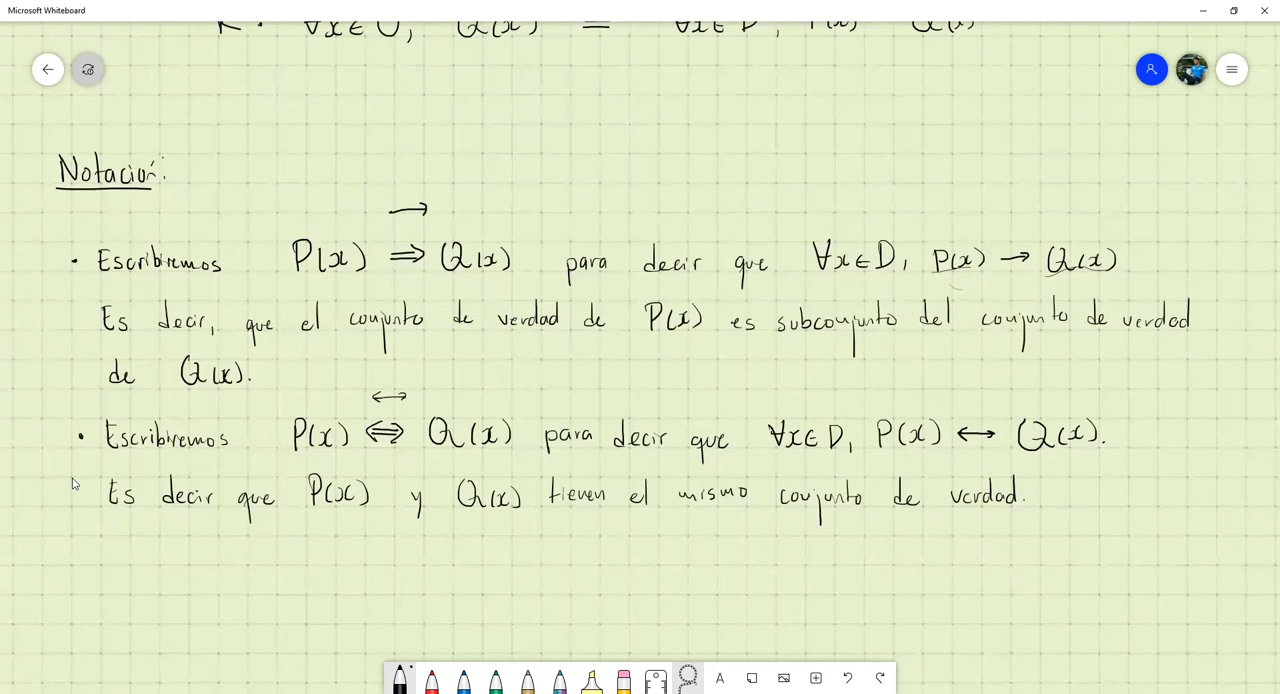 Microsoft Whiteboard
∀x∈U, Q(x) ≡ ∀x∈D, P(x) Q(x)
Notación:
→
• Escribiremos P(x) ⇒ Q(x) para decir que ∀x∈D, P(x) → Q(x)
Es decir, que el conjunto de verdad de P(x) es subconjunto del conjunto de verdad
de Q(x).
↔
• Escribiremos P(x) ⇔ Q(x) para decir que ∀x∈D, P(x) ↔ Q(x).
Es decir que P(x) y Q(x) tienen el mismo conjunto de verdad.
A